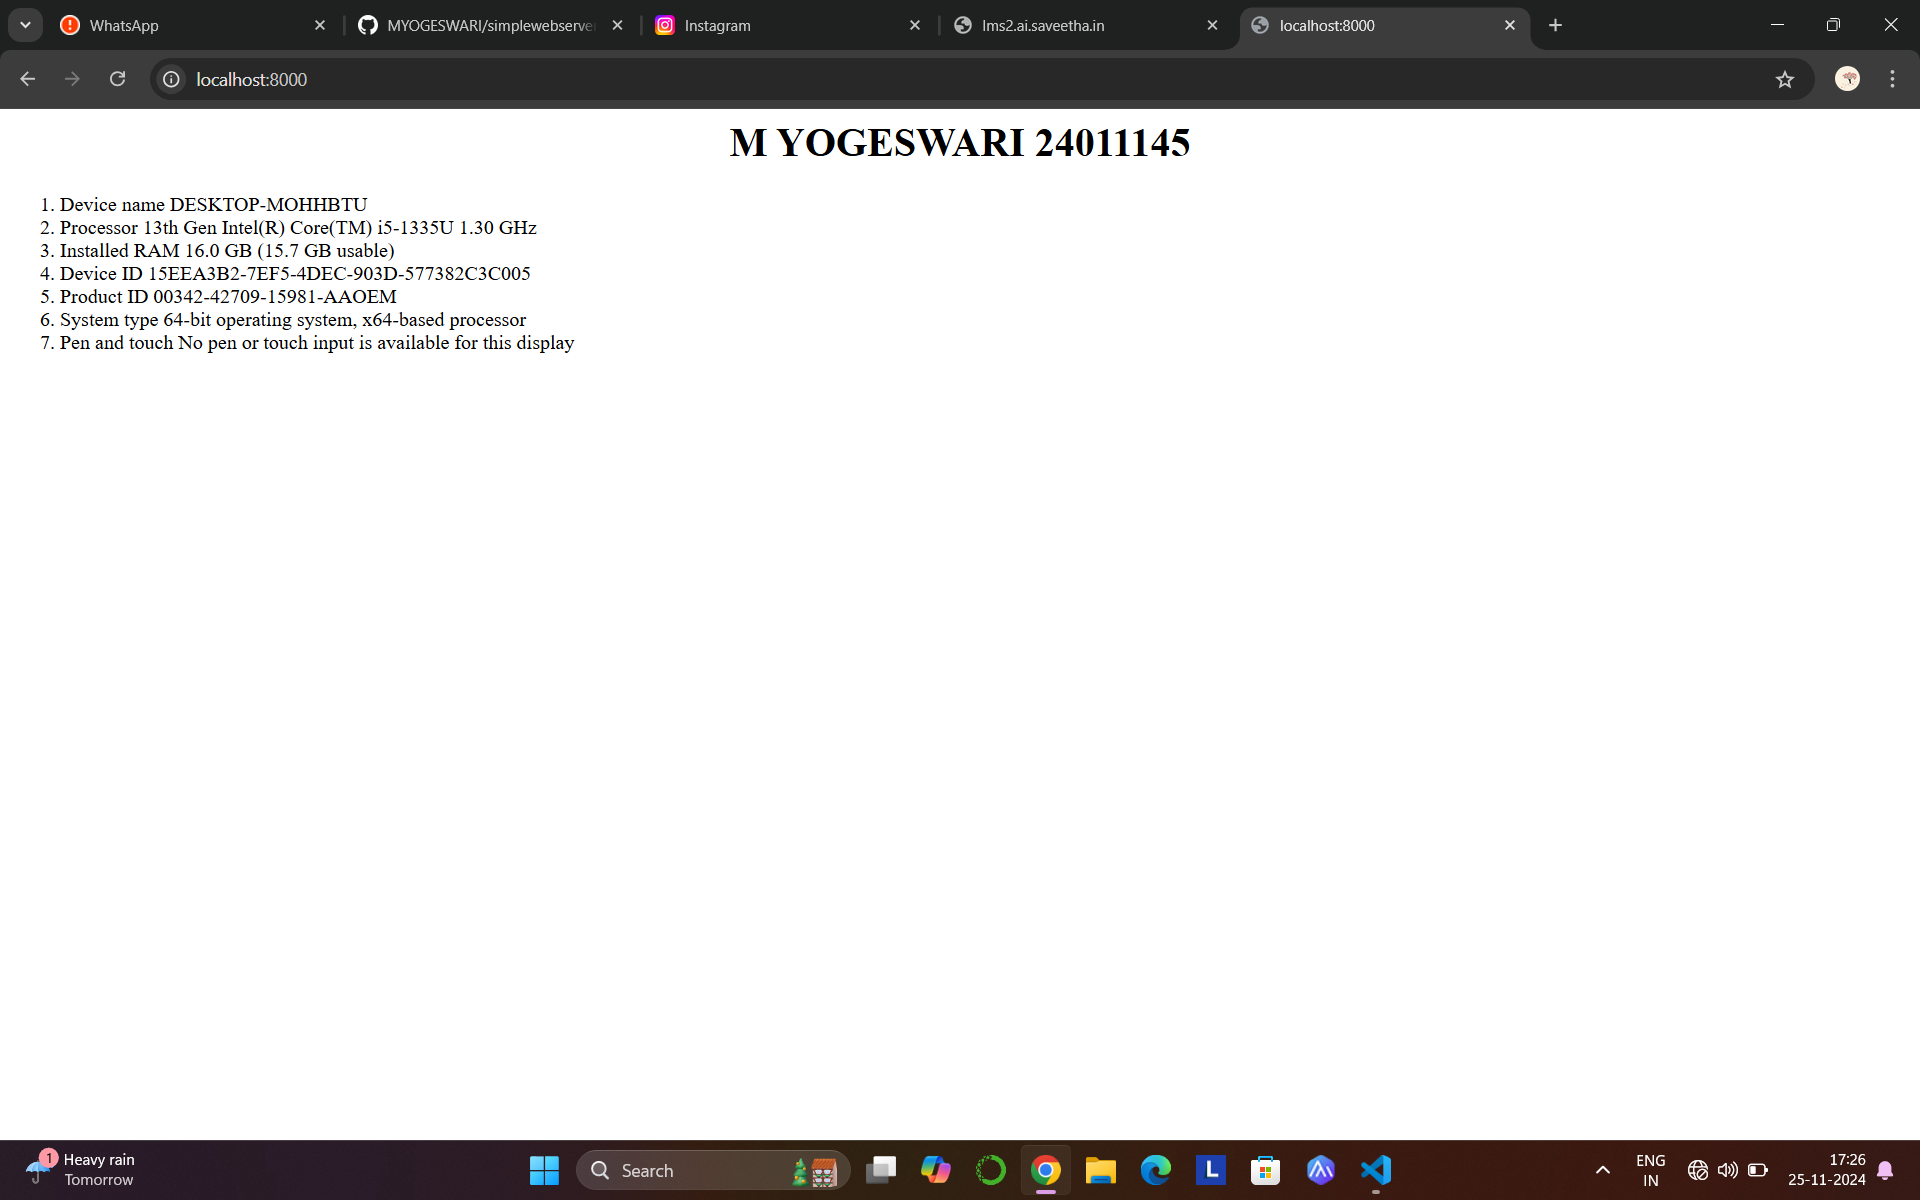 WhatsApp
MYOGESWARI/simplewebserve
Instagram
lms2.ai.saveetha.in
localhost:8000
localhost:8000
M YOGESWARI 24011145
1. Device name DESKTOP-MOHHBTU
2. Processor 13th Gen Intel(R) Core(TM) i5-1335U 1.30 GHz
3. Installed RAM 16.0 GB (15.7 GB usable)
4. Device ID 15EEA3B2-7EF5-4DEC-903D-577382C3C005
5. Product ID 00342-42709-15981-AAOEM
6. System type 64-bit operating system, x64-based processor
7. Pen and touch No pen or touch input is available for this display
1
Heavy rain
Tomorrow
Search
L
ENG
IN
17:26
25-11-2024